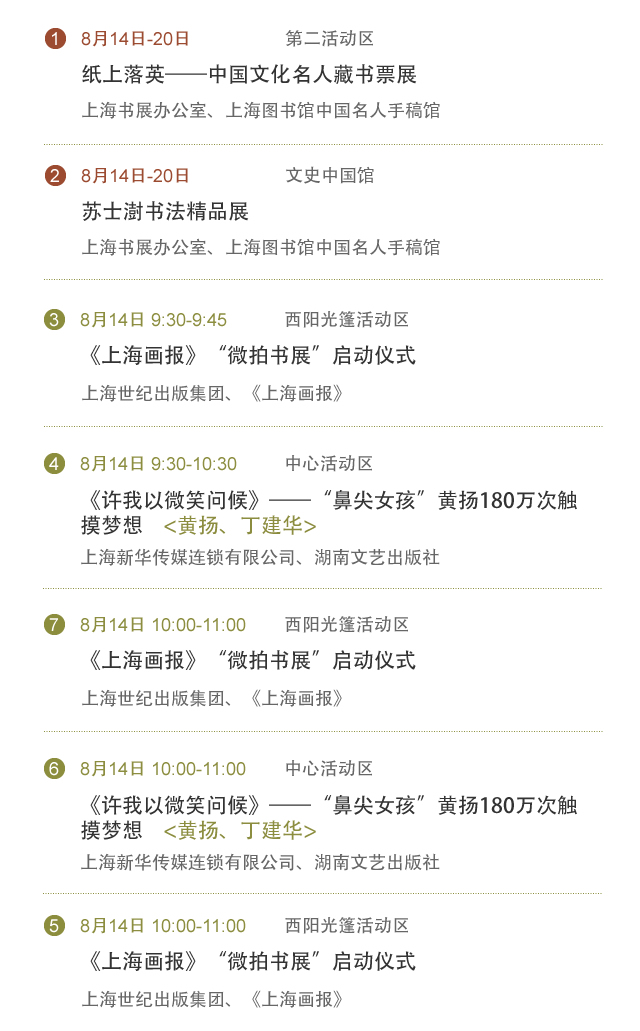 1 8月14日-20日 第二活动区
纸上落英——中国文化名人藏书票展
上海书展办公室、上海图书馆中国名人手稿馆
2 8月14日-20日 文史中国馆
苏士澍书法精品展
上海书展办公室、上海图书馆中国名人手稿馆
3 8月14日 9:30-9:45 西阳光篷活动区
《上海画报》“微拍书展”启动仪式
上海世纪出版集团、《上海画报》
4 8月14日 9:30-10:30 中心活动区
《许我以微笑问候》——“鼻尖女孩”黄扬180万次触
摸梦想 <黄扬、丁建华>
上海新华传媒连锁有限公司、湖南文艺出版社
7 8月14日 10:00-11:00 西阳光篷活动区
《上海画报》“微拍书展”启动仪式
上海世纪出版集团、《上海画报》
6 8月14日 10:00-11:00 中心活动区
《许我以微笑问候》——“鼻尖女孩”黄扬180万次触
摸梦想 <黄扬、丁建华>
上海新华传媒连锁有限公司、湖南文艺出版社
5 8月14日 10:00-11:00 西阳光篷活动区
《上海画报》“微拍书展”启动仪式
上海世纪出版集团、《上海画报》